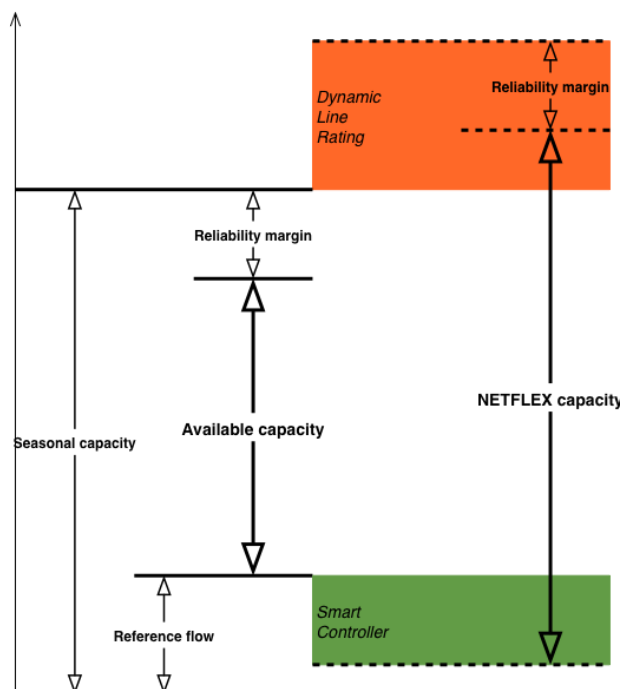 Dynamic
Line
Rating
Reliability margin
Reliability margin
NETFLEX capacity
Available capacity
Seasonal capacity
Smart
Controller
Reference flow